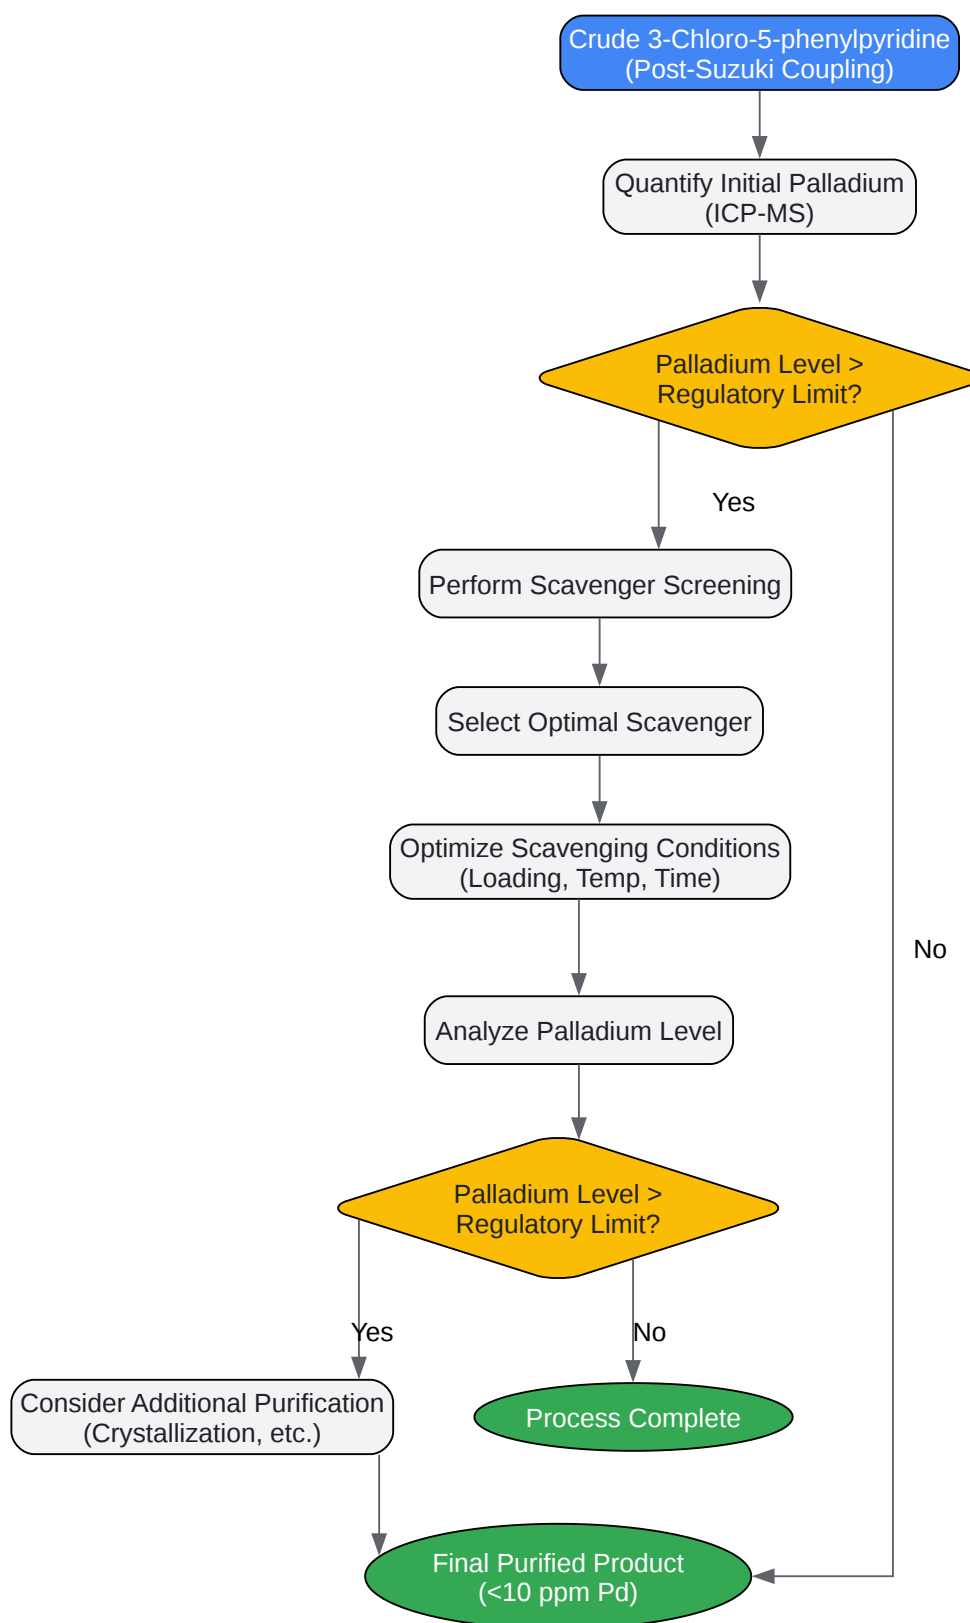 Crude 3-Chloro-5-phenylpyridine
(Post-Suzuki Coupling)
Quantify Initial Palladium
(ICP-MS)
Palladium Level >
Regulatory Limit?
Yes
Perform Scavenger Screening
Select Optimal Scavenger
Optimize Scavenging Conditions
(Loading, Temp, Time)
No
Analyze Palladium Level
Palladium Level >
Regulatory Limit?
Yes
No
Consider Additional Purification
(Crystallization, etc.)
Process Complete
Final Purified Product
(<10 ppm Pd)